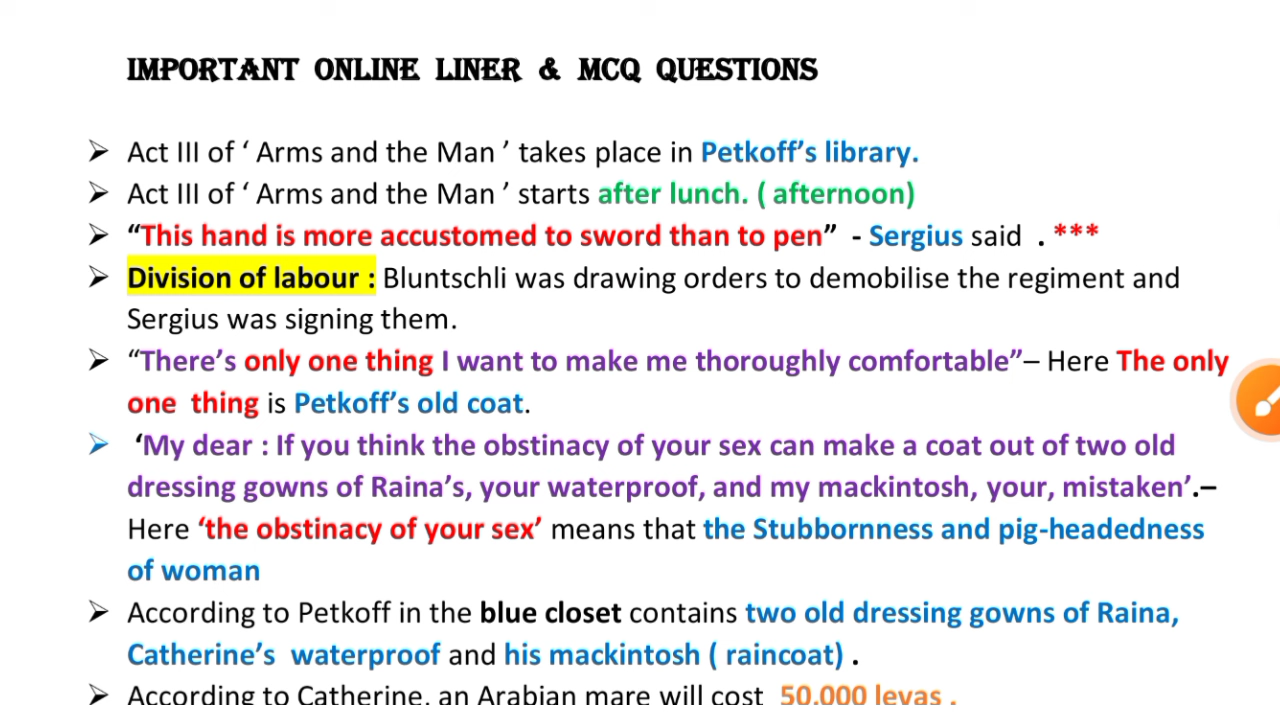 IMPORTANT ONLINE LINER & MCQ QUESTIONS
➢ Act III of ‘ Arms and the Man ’ takes place in Petkoff’s library.
➢ Act III of ‘ Arms and the Man ’ starts after lunch. ( afternoon)
➢ “This hand is more accustomed to sword than to pen” - Sergius said . ***
➢ Division of labour : Bluntschli was drawing orders to demobilise the regiment and
Sergius was signing them.
➢ “There’s only one thing I want to make me thoroughly comfortable”– Here The only
one thing is Petkoff’s old coat.
➢ ‘My dear : If you think the obstinacy of your sex can make a coat out of two old
dressing gowns of Raina’s, your waterproof, and my mackintosh, your, mistaken’.–
Here ‘the obstinacy of your sex’ means that the Stubbornness and pig-headedness
of woman
➢ According to Petkoff in the blue closet contains two old dressing gowns of Raina,
Catherine’s waterproof and his mackintosh ( raincoat) .
➢ According to Catherine, an Arabian mare will cost 50,000 levas .